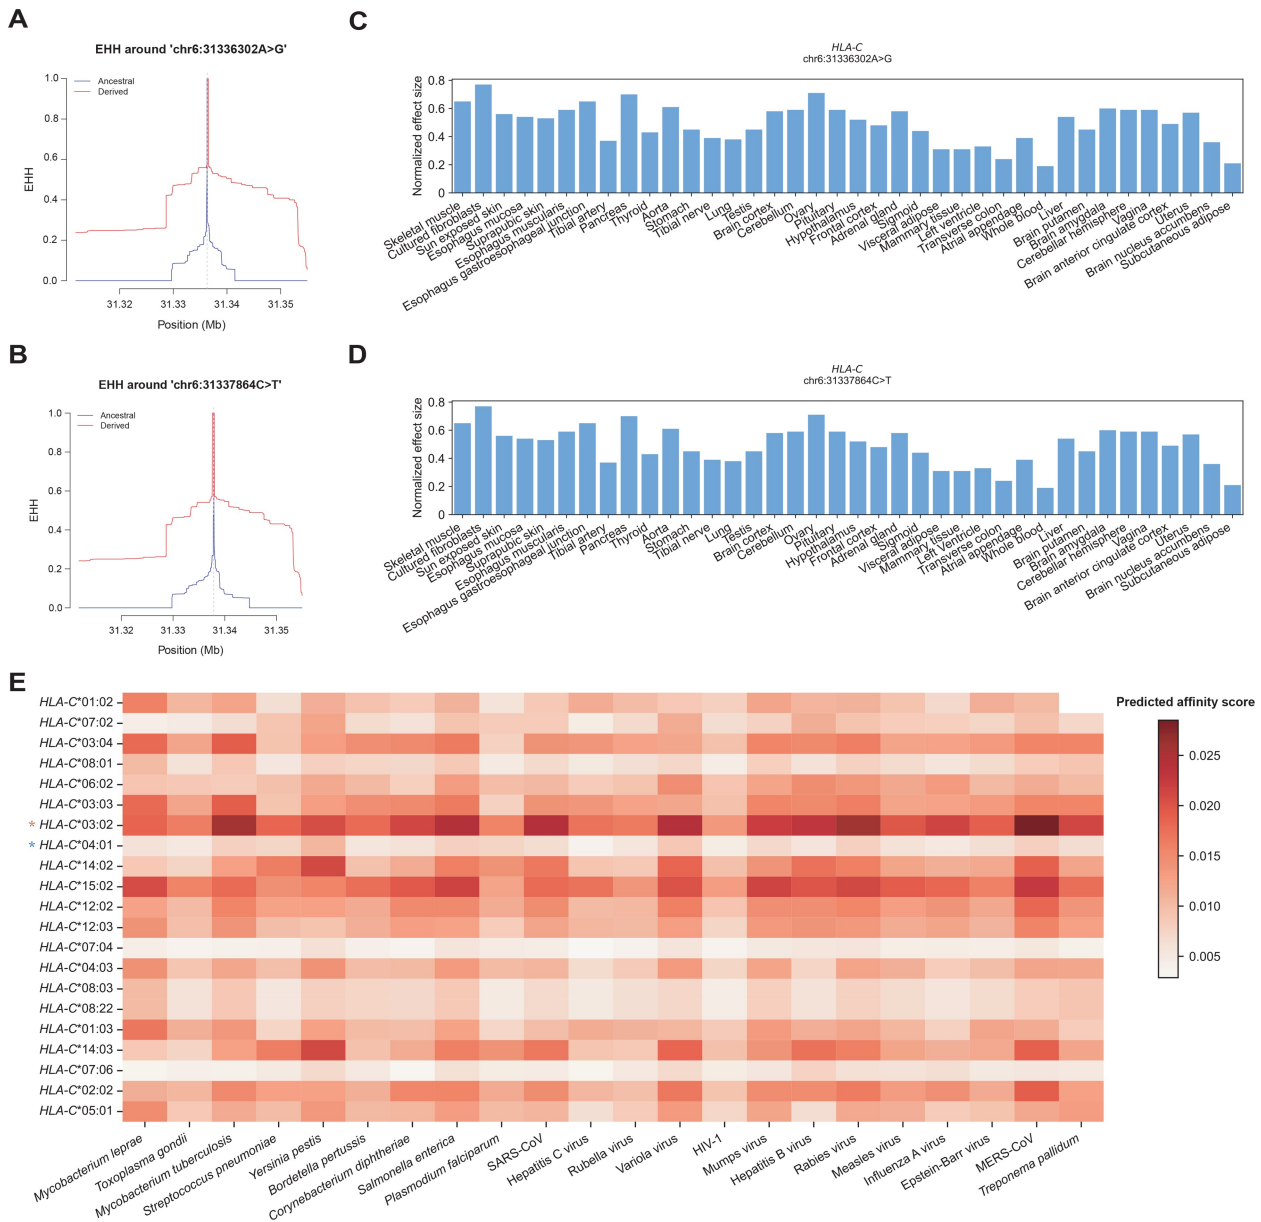 A
EHH around 'chr6:31336302A>G'
Ancestral
Derived
EHH
1.0
0.8
0.6
0.4
0.2
0.0
31.32
31.33
31.34
31.35
Position (Mb)
B
EHH around 'chr6:31337864C>T'
Ancestral
Derived
EHH
1.0
0.8
0.6
0.4
0.2
0.0
31.32
31.33
31.34
31.35
Position (Mb)
C
HLA-C
chr6:31336302A>G
Normalized effect size
0.8
0.6
0.4
0.2
0
Skeletal muscle
Cultured fibroblasts
Sun exposed skin
Esophagus mucosa
Suprapubic skin
Esophagus muscularis
Esophagus gastroesophageal junction
Tibial artery
Pancreas
Thyroid
Aorta
Stomach
Tibial nerve
Lung
Testis
Brain cortex
Cerebellum
Ovary
Pituitary
Hypothalamus
Frontal cortex
Adrenal gland
Sigmoid
Visceral adipose
Mammary tissue
Left ventricle
Transverse colon
Atrial appendage
Whole blood
Liver
Brain putamen
Brain amygdala
Cerebellar hemisphere
Vagina
Brain anterior cingulate cortex
Uterus
Brain nucleus accumbens
Subcutaneous adipose
D
HLA-C
chr6:31337864C>T
Normalized effect size
0.8
0.6
0.4
0.2
0
Skeletal muscle
Cultured fibroblasts
Sun exposed skin
Esophagus mucosa
Suprapubic skin
Esophagus muscularis
Esophagus gastroesophageal junction
Tibial artery
Pancreas
Thyroid
Aorta
Stomach
Tibial nerve
Lung
Testis
Brain cortex
Cerebellum
Ovary
Pituitary
Hypothalamus
Frontal cortex
Adrenal gland
Sigmoid
Visceral adipose
Mammary tissue
Left Ventricle
Transverse colon
Atrial appendage
Whole blood
Liver
Brain putamen
Brain amygdala
Cerebellar hemisphere
Vagina
Brain anterior cingulate cortex
Uterus
Brain nucleus accumbens
Subcutaneous adipose
E
HLA-C*01:02
HLA-C*07:02
HLA-C*03:04
HLA-C*08:01
HLA-C*06:02
HLA-C*03:03
* HLA-C*03:02
* HLA-C*04:01
HLA-C*14:02
HLA-C*15:02
HLA-C*12:02
HLA-C*12:03
HLA-C*07:04
HLA-C*04:03
HLA-C*08:03
HLA-C*08:22
HLA-C*01:03
HLA-C*14:03
HLA-C*07:06
HLA-C*02:02
HLA-C*05:01
Mycobacterium leprae
Toxoplasma gondii
Mycobacterium tuberculosis
Streptococcus pneumoniae
Yersinia pestis
Bordetella pertussis
Corynebacterium diphtheriae
Salmonella enterica
Plasmodium falciparum
SARS-CoV
Hepatitis C virus
Rubella virus
Variola virus
HIV-1
Mumps virus
Hepatitis B virus
Rabies virus
Measles virus
Influenza A virus
Epstein-Barr virus
MERS-CoV
Treponema pallidum
Predicted affinity score
0.025
0.020
0.015
0.010
0.005